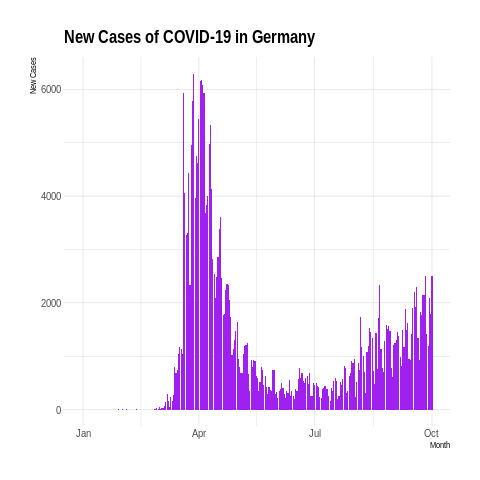 New Cases of COVID-19 in Germany
New Cases
6000
4000
2000
0
Jan Apr Jul Oct
Month